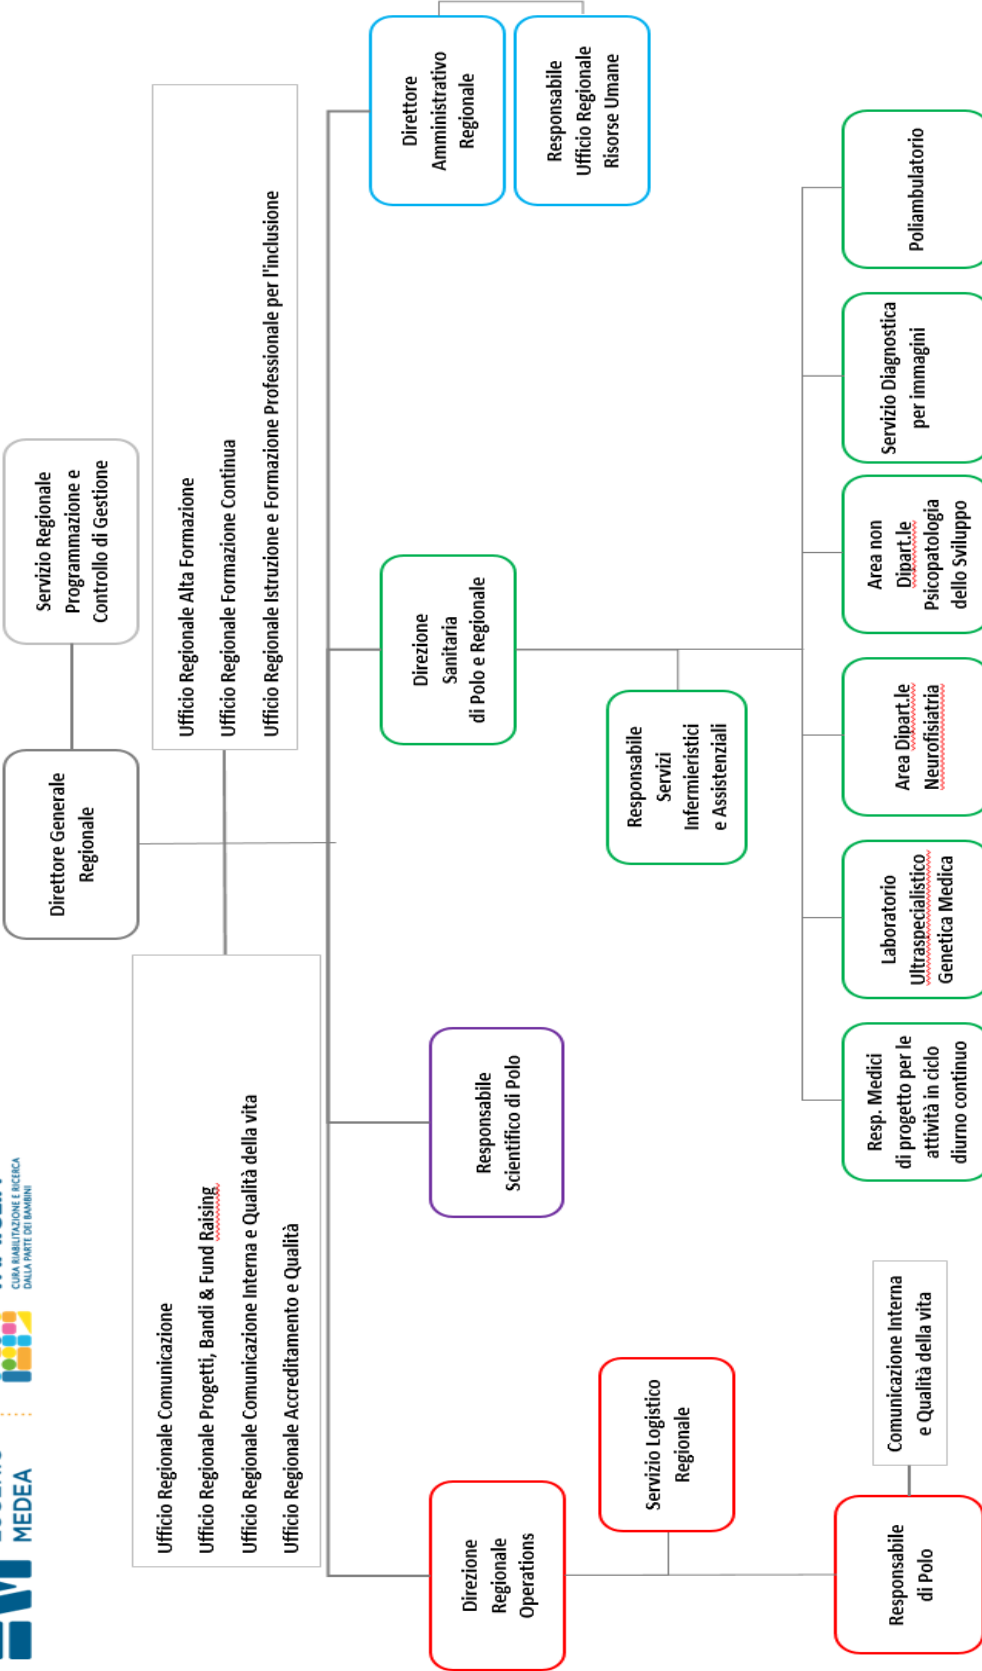 MEDEA
CURA RIABILITAZIONE E RICERCA
DALLA PARTE DEI BAMBINI
Direttore Generale
Regionale
Servizio Regionale
Programmazione e
Controllo di Gestione
Ufficio Regionale Comunicazione
Ufficio Regionale Progetti, Bandi & Fund Raising
Ufficio Regionale Comunicazione Interna e Qualità della vita
Ufficio Regionale Accreditamento e Qualità
Ufficio Regionale Alta Formazione
Ufficio Regionale Formazione Continua
Ufficio Regionale Istruzione e Formazione Professionale per l'inclusione
Direzione
Regionale
Operations
Responsabile
Scientifico di Polo
Direzione
Sanitaria
di Polo e Regionale
Direttore
Amministrativo
Regionale
Responsabile
Ufficio Regionale
Risorse Umane
Servizio Logistico
Regionale
Responsabile
Servizi
Infermieristici
e Assistenziali
Responsabile
di Polo
Comunicazione Interna
e Qualità della vita
Resp. Medici
di progetto per le
attività in ciclo
diurno continuo
Laboratorio
Ultraspecialistico
Genetica Medica
Area Dipart.le
Neurofisiatria
Area non
Dipart.le
Psicopatologia
dello Sviluppo
Servizio Diagnostica
per immagini
Poliambulatorio